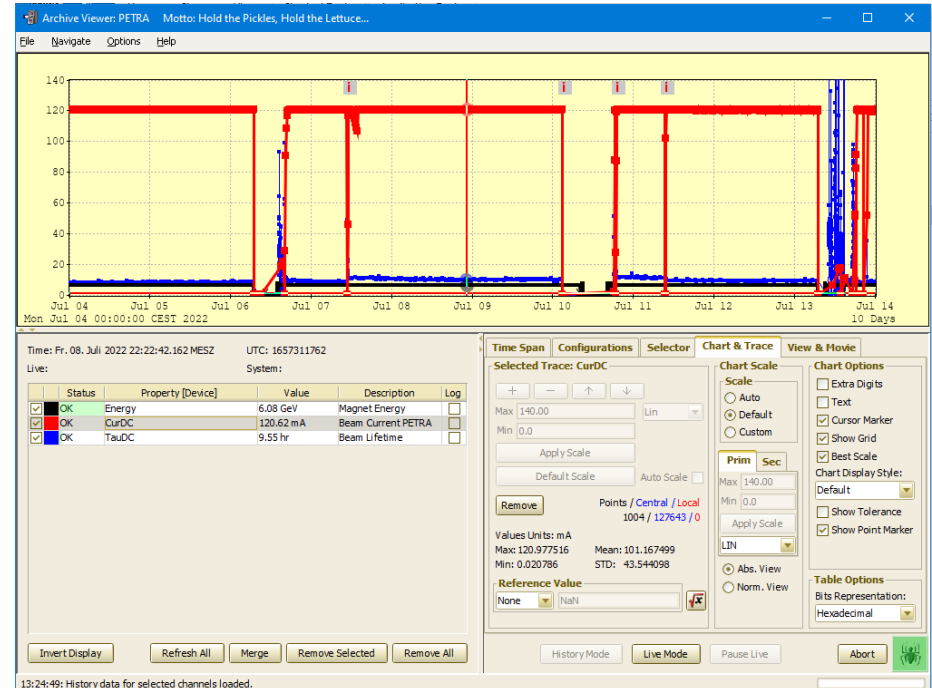 Archive Viewer: PETRA Motto: Hold the Pickles, Hold the Lettuce...
File Navigate Options Help
140
120
100
80
60
40
20
0
i i i i
Jul 04 Jul 05 Jul 06 Jul 07 Jul 08 Jul 09 Jul 10 Jul 11 Jul 12 Jul 13 Jul 14
Mon Jul 04 00:00:00 CEST 2022 10 Days
Time: Fr. 08. Juli 2022 22:22:42.162 MESZ UTC: 1657311762
Live: System:
Status Property [Device] Value Description Log
OK Energy 6.08 GeV Magnet Energy
OK CurDC 120.62 mA Beam Current PETRA
OK TauDC 9.55 hr Beam Lifetime
Invert Display Refresh All Merge Remove Selected Remove All
Time Span Configurations Selector Chart & Trace View & Movie
Selected Trace: CurDC
+ − ↑ ↓
Max 140.00 Lin
Min 0.0
Apply Scale
Default Scale Auto Scale
Remove Points / Central / Local
1004 / 127643 / 0
Values Units: mA
Max: 120.977516 Mean: 101.167499
Min: 0.020786 STD: 43.544098
Reference Value
None NaN √x
Chart Scale
Scale
Auto
Default
Custom
Prim Sec
Max 140.00
Min 0.0
Apply Scale
LIN
Abs. View
Norm. View
Chart Options
Extra Digits
Text
Cursor Marker
Show Grid
Best Scale
Chart Display Style:
Default
Show Tolerance
Show Point Marker
Table Options
Bits Representation:
Hexadecimal
History Mode Live Mode Pause Live Abort
13:24:49: History data for selected channels loaded.